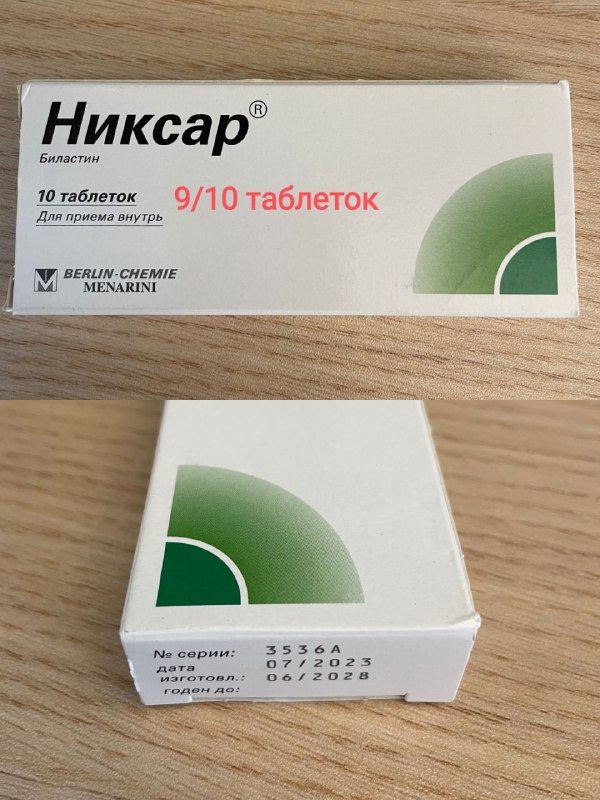 Никсар®
Биластин
10 таблеток
9/10 таблеток
Для приема внутрь
BERLIN-CHEMIE
MENARINI
№ серии: 3536A
дата 07/2023
изготовл.: 06/2028
годен до: